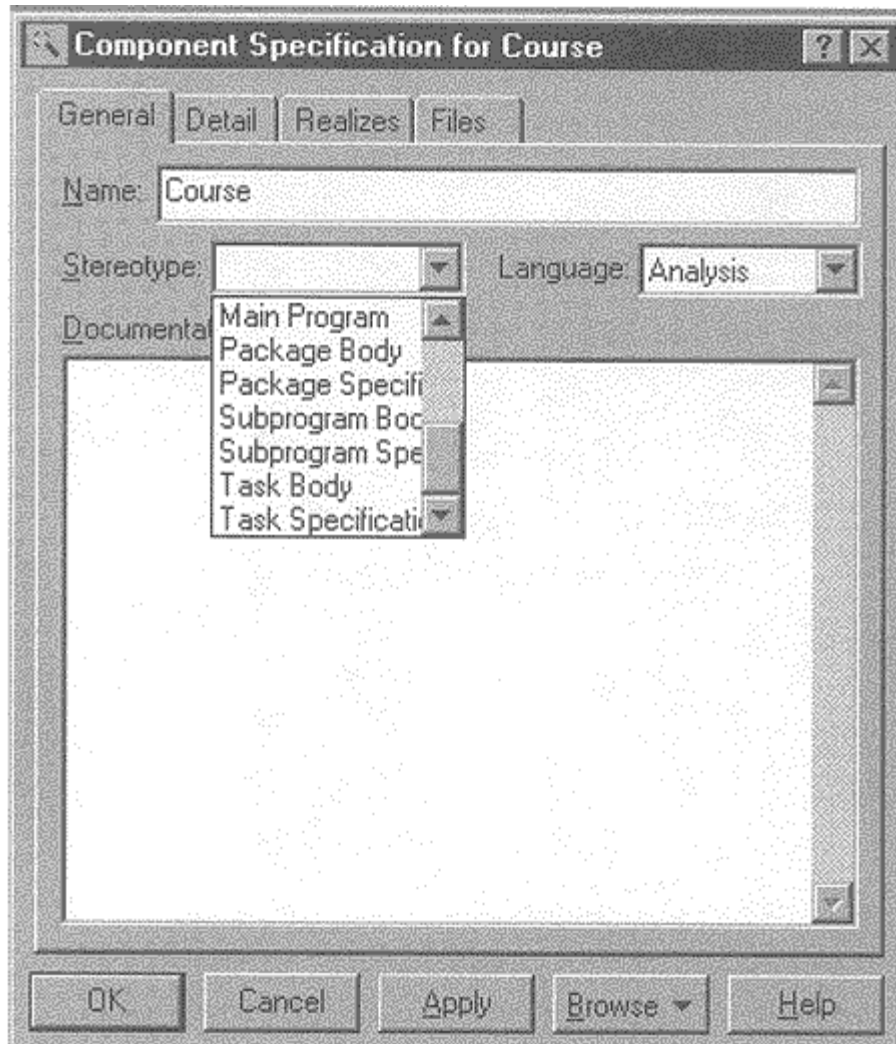 Component Specification for Course ? X
General Detail Realizes Files
Name: Course
Stereotype: Language: Analysis
Documental
Main Program
Package Body
Package Specifi
Subprogram Boc
Subprogram Spe
Task Body
Task Specificati
OK Cancel Apply Browse Help